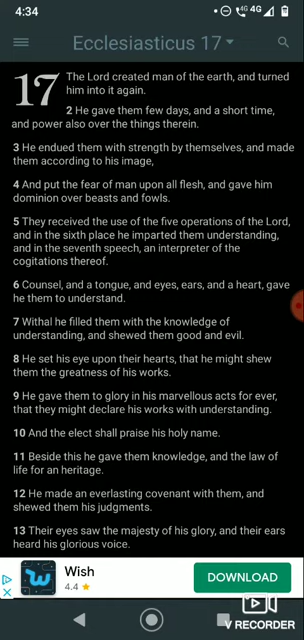 4:34
4G 4G
Ecclesiasticus 17
17 The Lord created man of the earth, and turned
him into it again.
2 He gave them few days, and a short time,
and power also over the things therein.
3 He endued them with strength by themselves, and made
them according to his image,
4 And put the fear of man upon all flesh, and gave him
dominion over beasts and fowls.
5 They received the use of the five operations of the Lord,
and in the sixth place he imparted them understanding,
and in the seventh speech, an interpreter of the
cogitations thereof.
6 Counsel, and a tongue, and eyes, ears, and a heart, gave
he them to understand.
7 Withal he filled them with the knowledge of
understanding, and shewed them good and evil.
8 He set his eye upon their hearts, that he might shew
them the greatness of his works.
9 He gave them to glory in his marvellous acts for ever,
that they might declare his works with understanding.
10 And the elect shall praise his holy name.
11 Beside this he gave them knowledge, and the law of
life for an heritage.
12 He made an everlasting covenant with them, and
shewed them his judgments.
13 Their eyes saw the majesty of his glory, and their ears
heard his glorious voice.
Wish
4.4
DOWNLOAD
V RECORDER